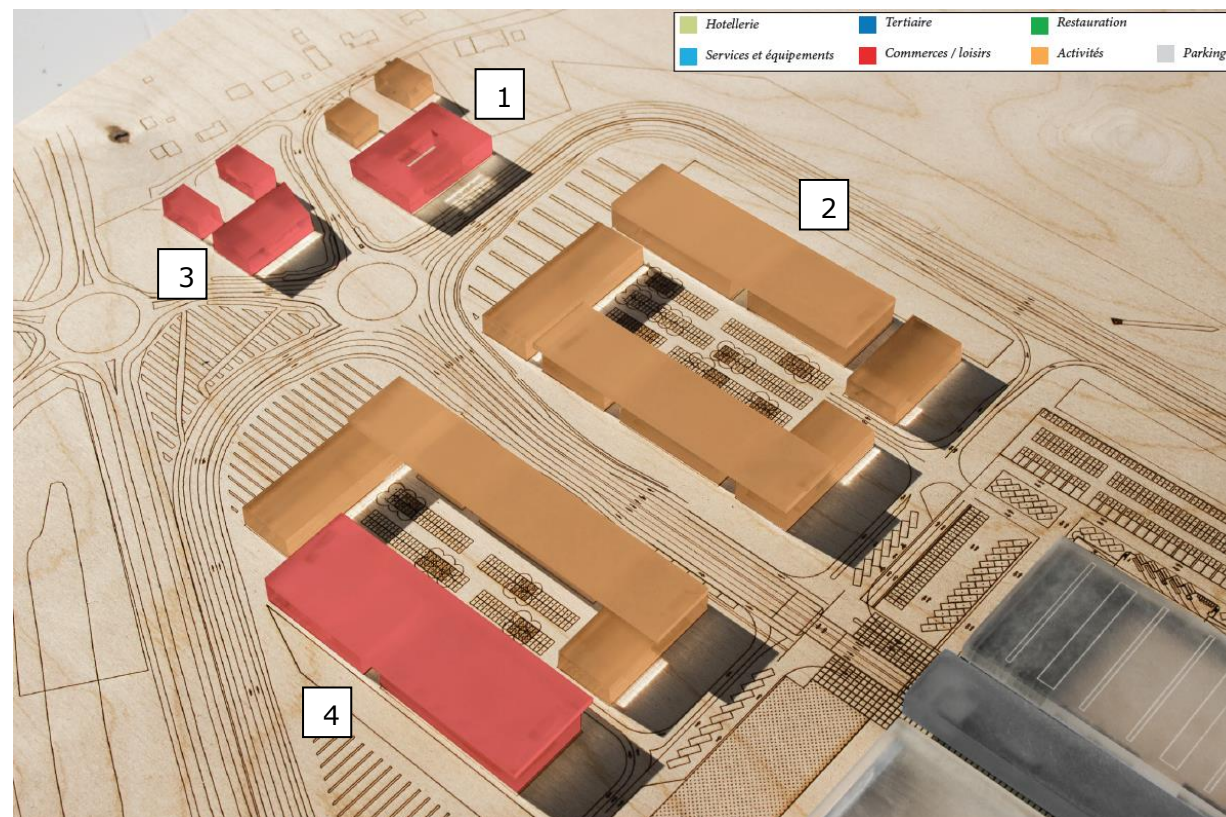 Hotellerie Tertiaire Restauration
Services et équipements Commerces / loisirs Activités Parking
1
2
3
4